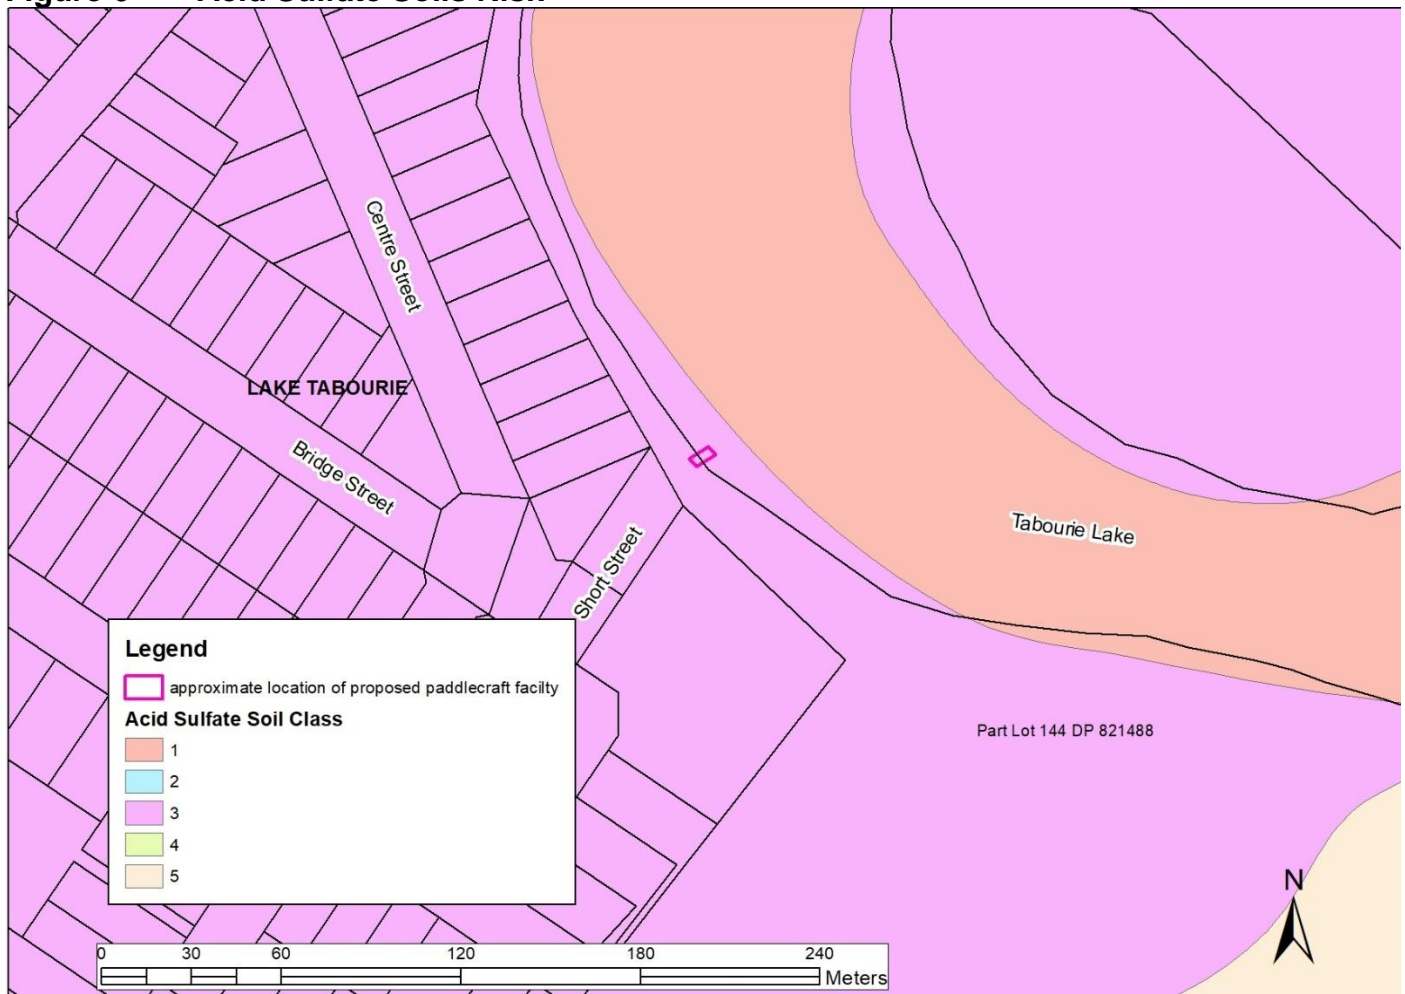 Centre Street
LAKE TABOURIE
Bridge Street
Short Street
Tabourie Lake
Part Lot 144 DP 821488
Legend
approximate location of proposed paddlecraft facilty
Acid Sulfate Soil Class
1
2
3
4
5
N
0 30 60 120 180 240
Meters